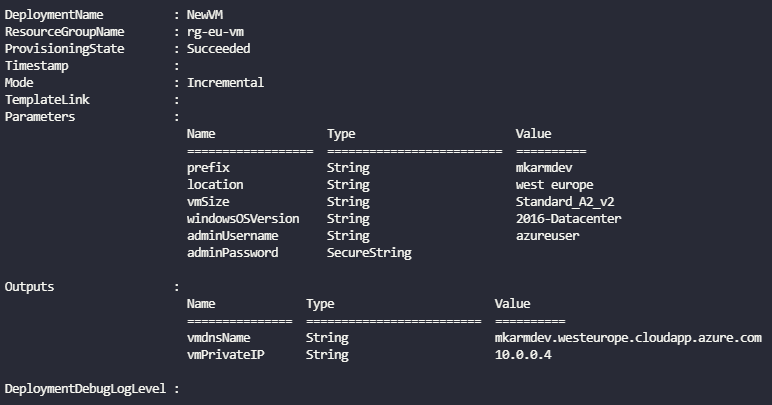 DeploymentName          : NewVM
ResourceGroupName       : rg-eu-vm
ProvisioningState       : Succeeded
Timestamp               :
Mode                    : Incremental
TemplateLink            :
Parameters              :
                          Name                Type                       Value
                          ==================  =========================  ==========
                          prefix              String                     mkarmdev
                          location            String                     west europe
                          vmSize              String                     Standard_A2_v2
                          windowsOSVersion    String                     2016-Datacenter
                          adminUsername       String                     azureuser
                          adminPassword       SecureString

Outputs                 :
                          Name             Type                       Value
                          ===============  =========================  ==========
                          vmdnsName        String                     mkarmdev.westeurope.cloudapp.azure.com
                          vmPrivateIP      String                     10.0.0.4

DeploymentDebugLogLevel :